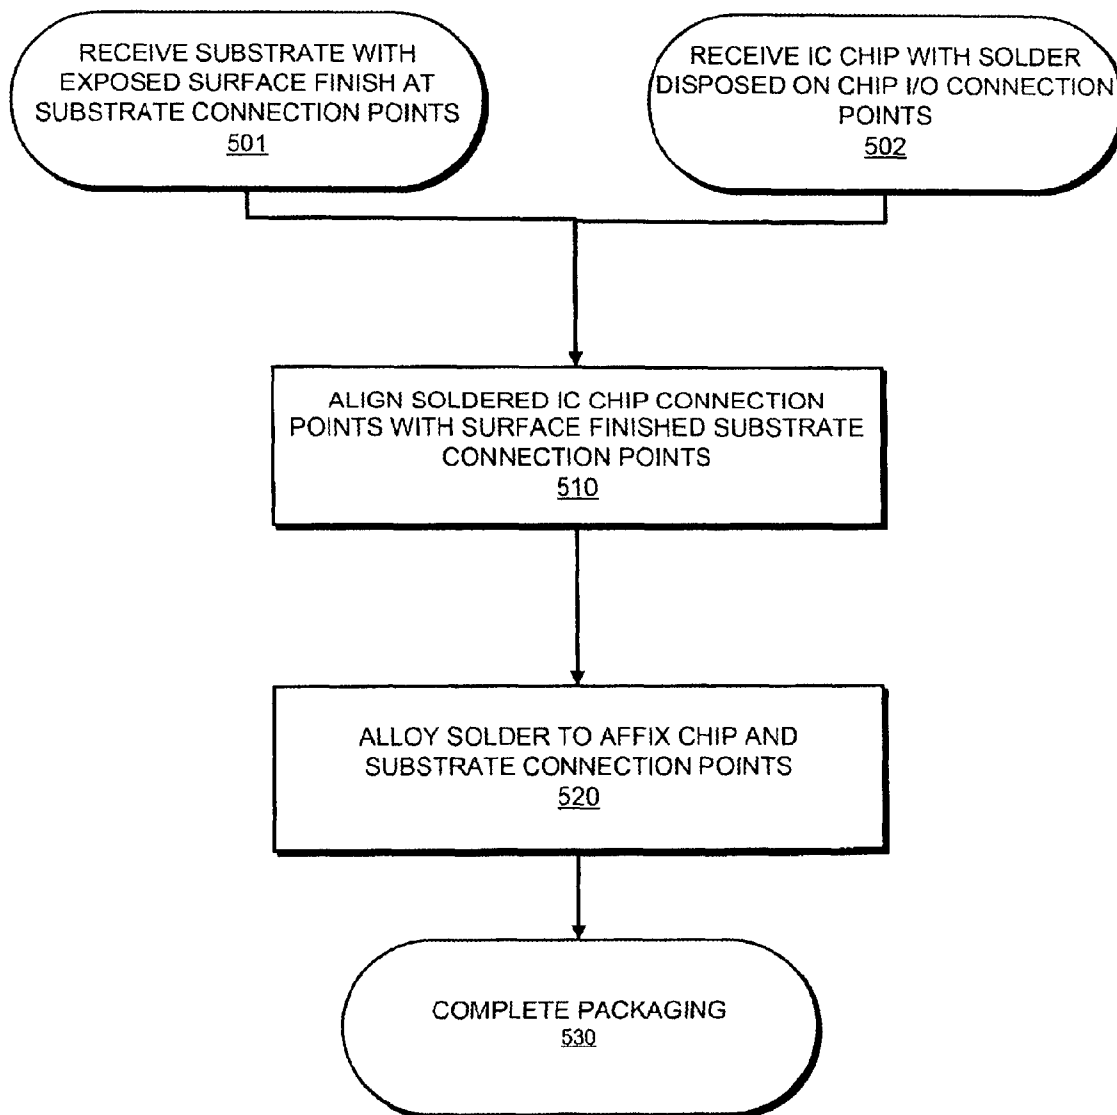 RECEIVE SUBSTRATE WITH
EXPOSED SURFACE FINISH AT
SUBSTRATE CONNECTION POINTS
501
RECEIVE IC CHIP WITH SOLDER
DISPOSED ON CHIP I/O CONNECTION
POINTS
502
ALIGN SOLDERED IC CHIP CONNECTION
POINTS WITH SURFACE FINISHED SUBSTRATE
CONNECTION POINTS
510
ALLOY SOLDER TO AFFIX CHIP AND
SUBSTRATE CONNECTION POINTS
520
COMPLETE PACKAGING
530